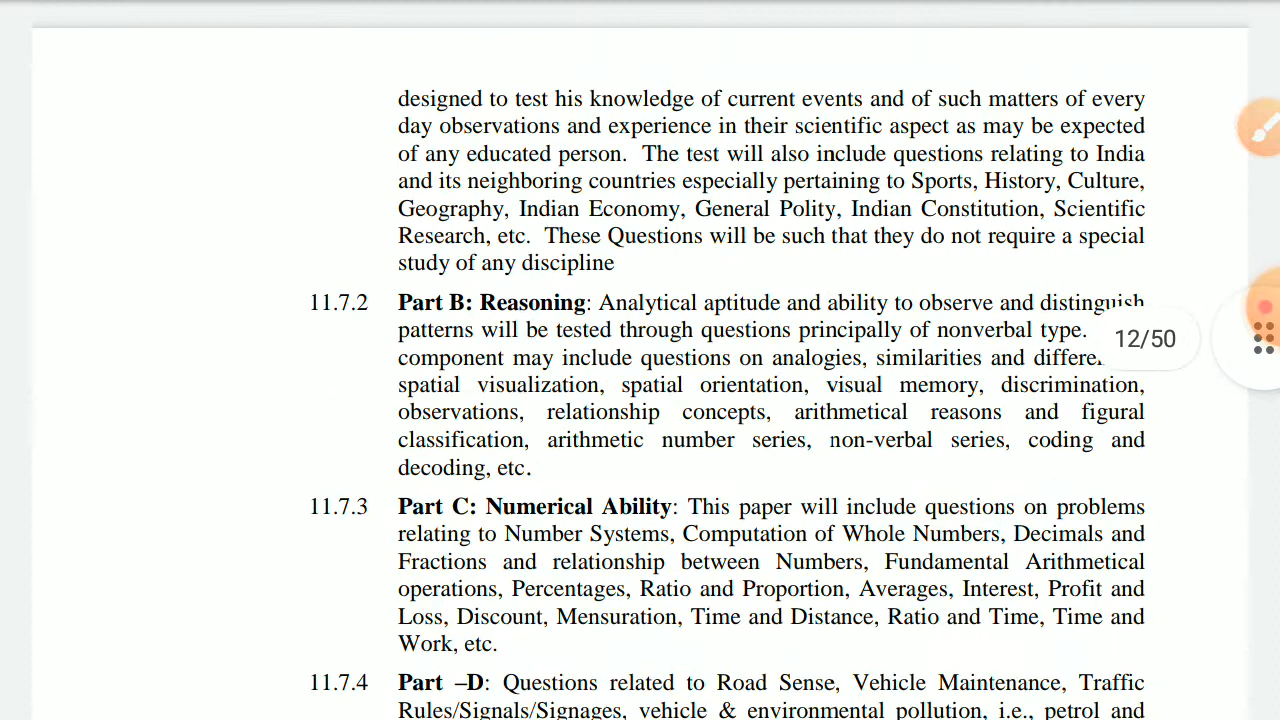 designed to test his knowledge of current events and of such matters of every
day observations and experience in their scientific aspect as may be expected
of any educated person. The test will also include questions relating to India
and its neighboring countries especially pertaining to Sports, History, Culture,
Geography, Indian Economy, General Polity, Indian Constitution, Scientific
Research, etc. These Questions will be such that they do not require a special
study of any discipline
11.7.2 Part B: Reasoning: Analytical aptitude and ability to observe and distinguish
patterns will be tested through questions principally of nonverbal type.
12/50
component may include questions on analogies, similarities and
spatial visualization, spatial orientation, visual memory, discrimination,
observations, relationship concepts, arithmetical reasons and figural
classification, arithmetic number series, non-verbal series, coding and
decoding, etc.
11.7.3 Part C: Numerical Ability: This paper will include questions on problems
relating to Number Systems, Computation of Whole Numbers, Decimals and
Fractions and relationship between Numbers, Fundamental Arithmetical
operations, Percentages, Ratio and Proportion, Averages, Interest, Profit and
Loss, Discount, Mensuration, Time and Distance, Ratio and Time, Time and
Work, etc.
11.7.4 Part –D: Questions related to Road Sense, Vehicle Maintenance, Traffic
Rules/Signals/Signages, vehicle & environmental pollution, i.e., petrol and